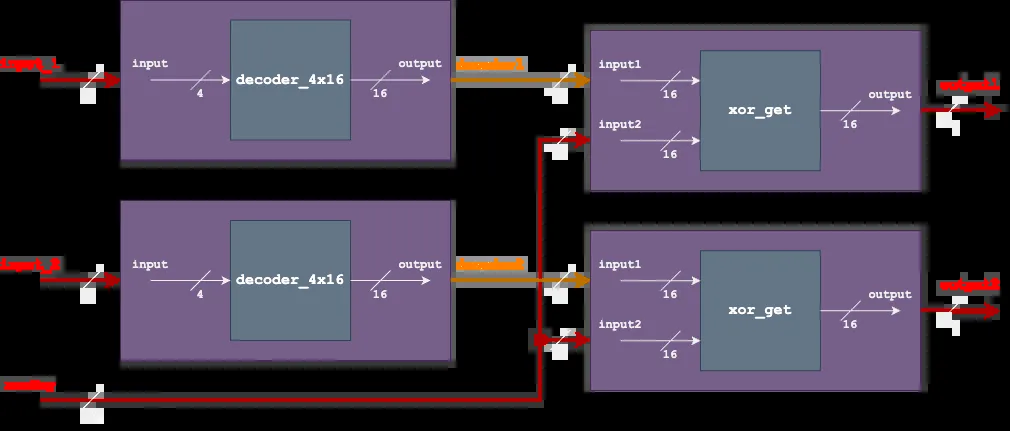 input_1
input
decoder_4x16
output
4
16
decoder1
input1
16
input2
16
xor_get
output
16
output1
input_2
input
decoder_4x16
output
4
16
decoder2
input1
16
input2
16
xor_get
output
16
output2